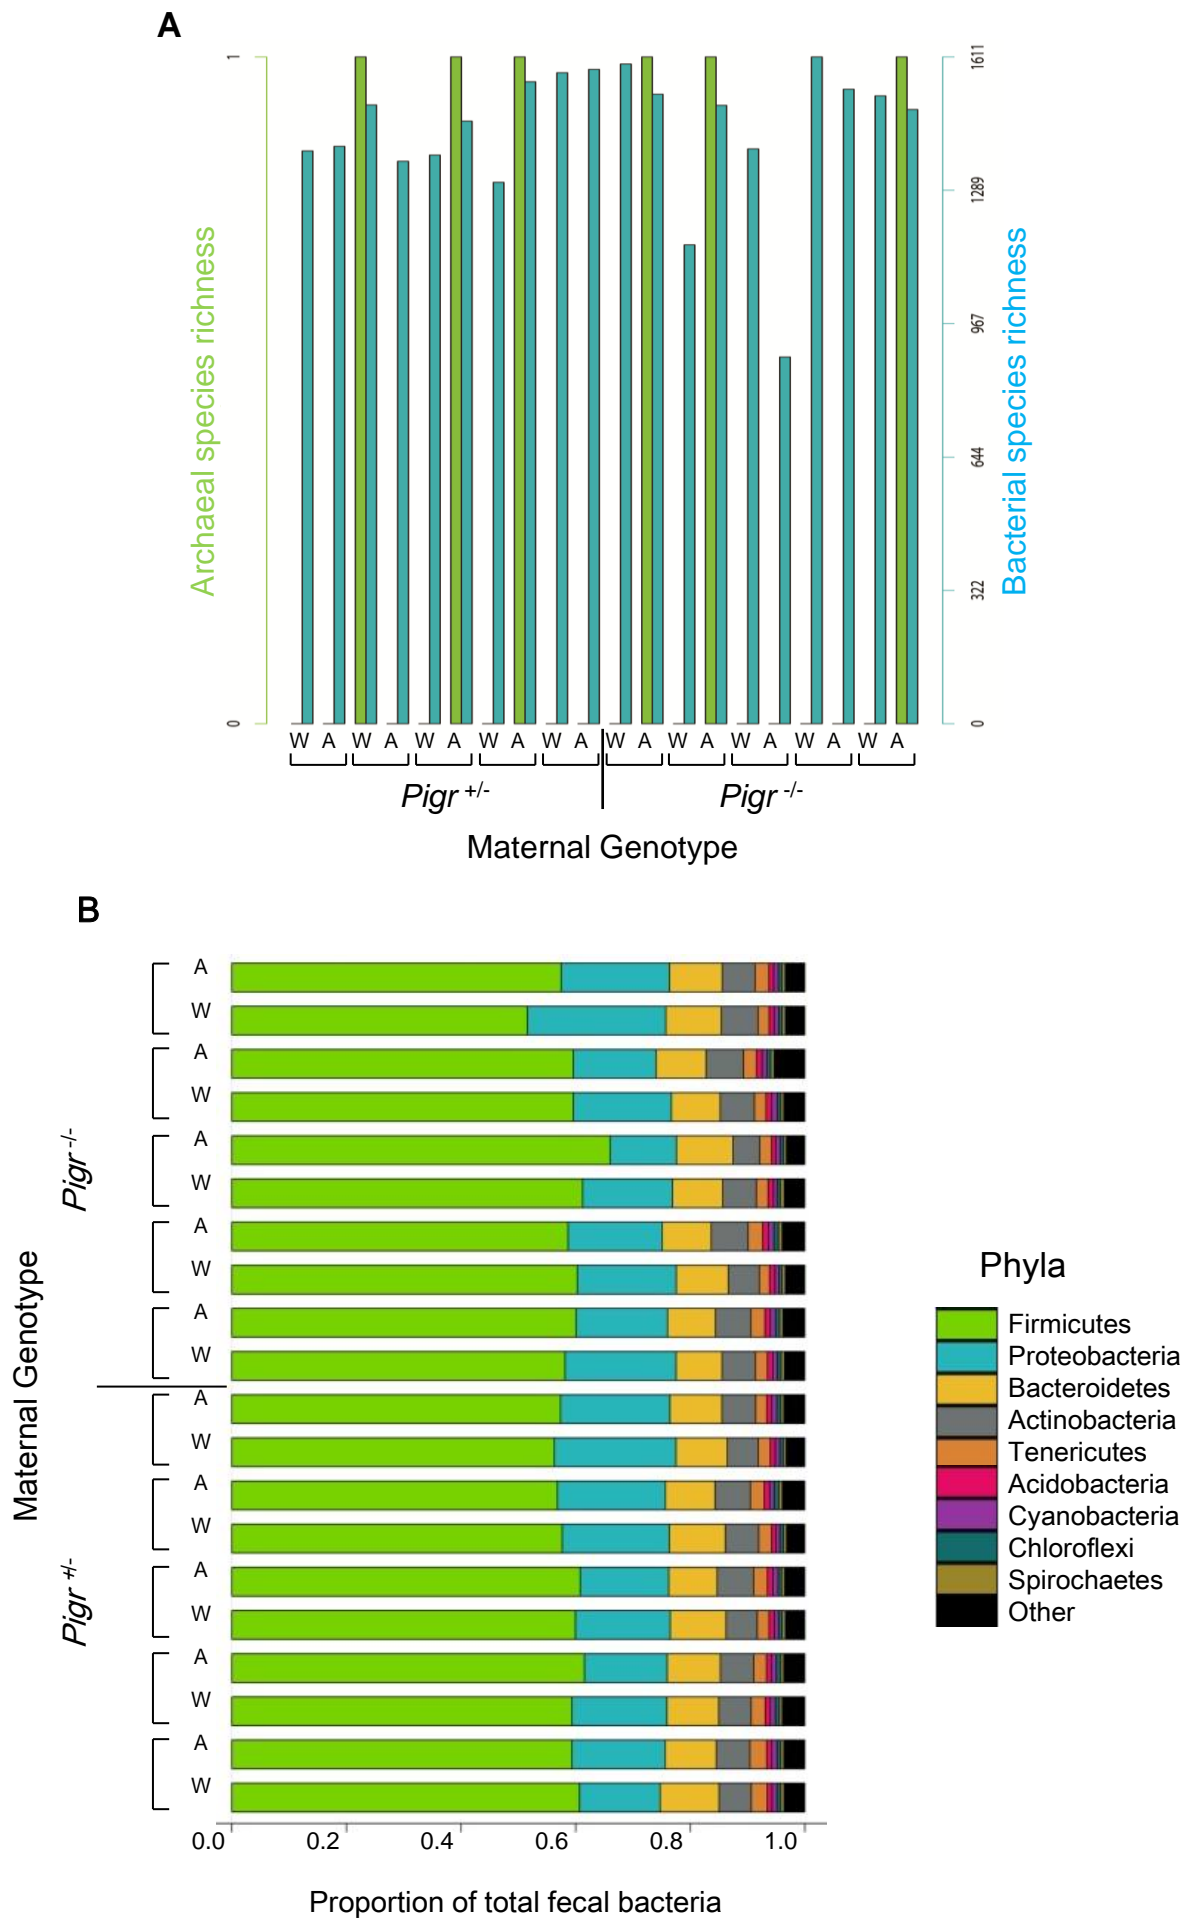 A
Archaeal species richness
1
0
Bacterial species richness
1611
1289
967
644
322
0
W A W A W A W A W A W A W A W A W A W A
Pigr +/- Pigr -/-
Maternal Genotype
B
A
W
A
W
A
W
A
W
A
W
A
W
A
W
A
W
A
W
A
W
Pigr -/-
Maternal Genotype
Pigr +/-
0.0 0.2 0.4 0.6 0.8 1.0
Proportion of total fecal bacteria
Phyla
Firmicutes
Proteobacteria
Bacteroidetes
Actinobacteria
Tenericutes
Acidobacteria
Cyanobacteria
Chloroflexi
Spirochaetes
Other